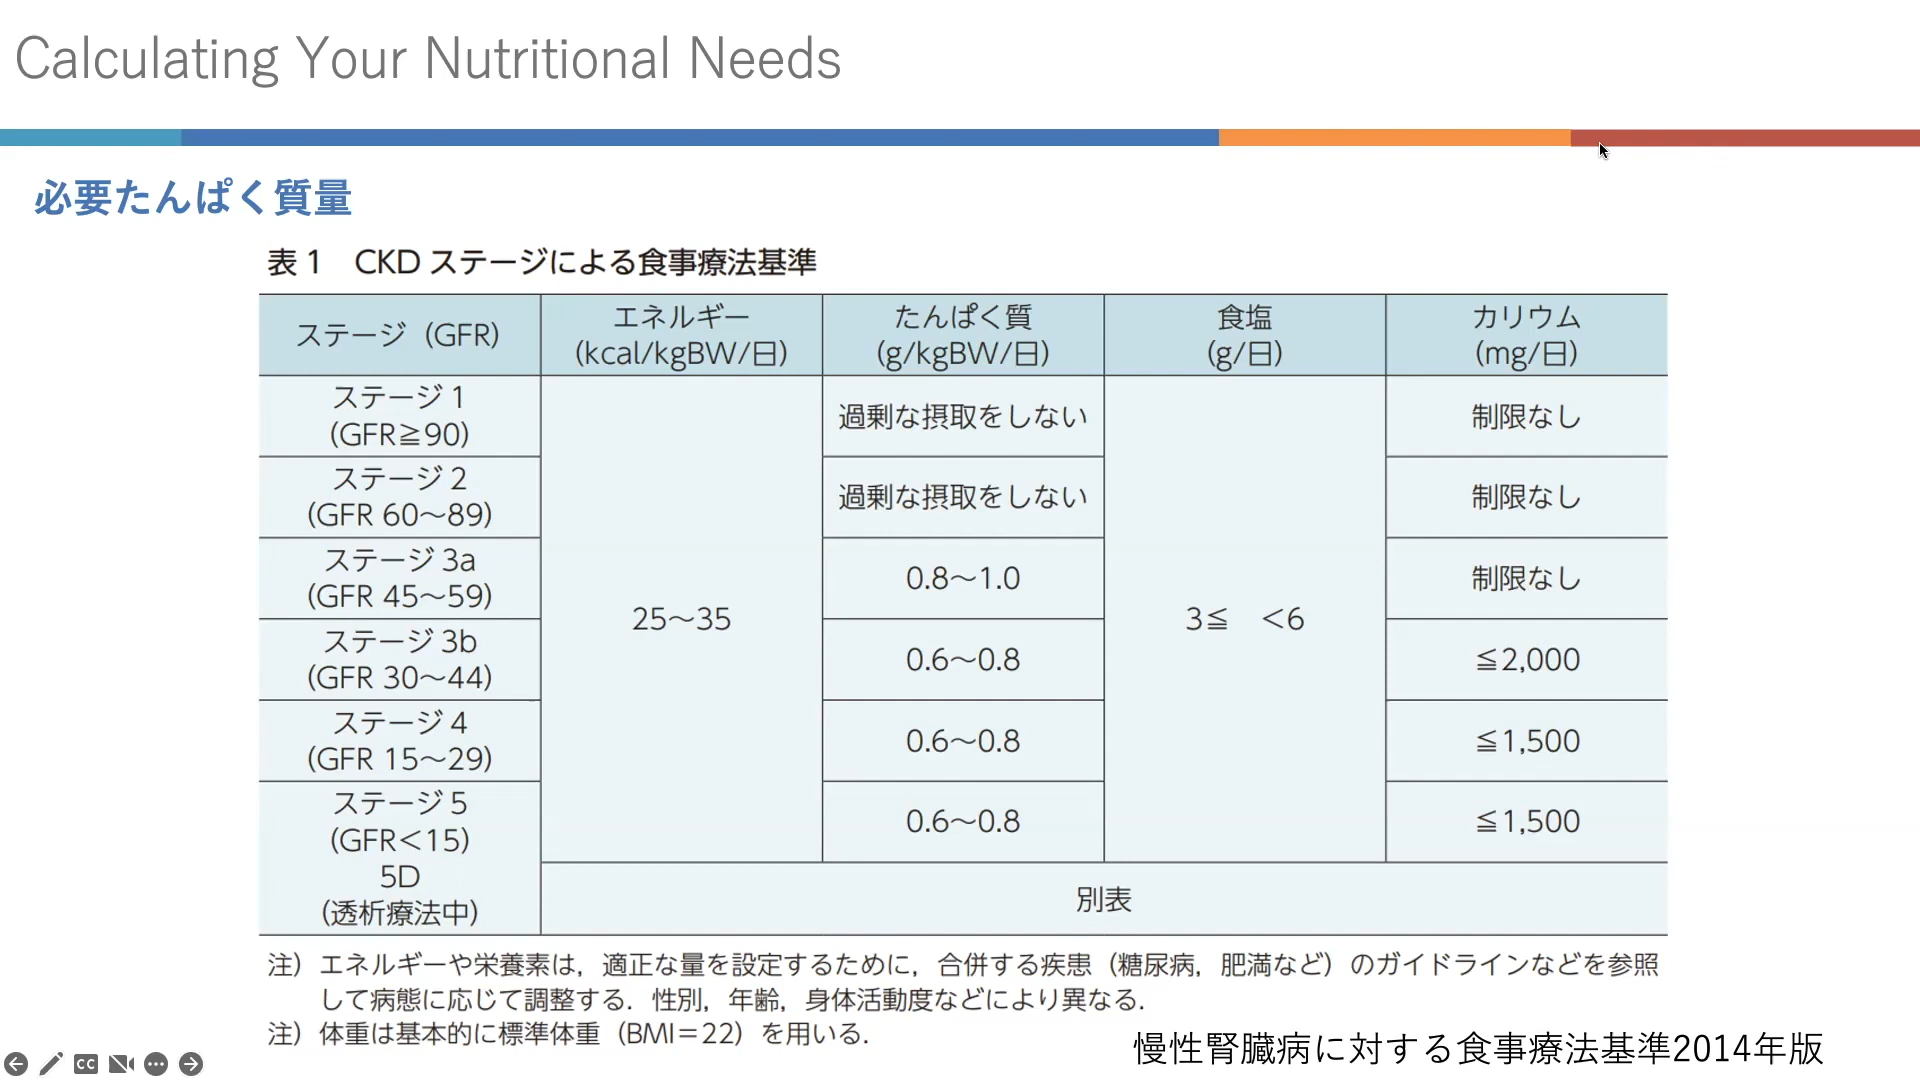 Calculating Your Nutritional Needs
必要たんぱく質量
表 1　CKD ステージによる食事療法基準
ステージ（GFR）
エネルギー
(kcal/kgBW/日)
たんぱく質
(g/kgBW/日)
食塩
(g/日)
カリウム
(mg/日)
ステージ 1
(GFR≧90)
過剰な摂取をしない
制限なし
ステージ 2
(GFR 60〜89)
過剰な摂取をしない
制限なし
ステージ 3a
(GFR 45〜59)
0.8〜1.0
制限なし
25〜35
3≦　<6
ステージ 3b
(GFR 30〜44)
0.6〜0.8
≦2,000
ステージ 4
(GFR 15〜29)
0.6〜0.8
≦1,500
ステージ 5
(GFR<15)
0.6〜0.8
≦1,500
5D
(透析療法中)
別表
注）エネルギーや栄養素は，適正な量を設定するために，合併する疾患（糖尿病，肥満など）のガイドラインなどを参照
して病態に応じて調整する．性別，年齢，身体活動度などにより異なる．
注）体重は基本的に標準体重（BMI＝22）を用いる．
慢性腎臓病に対する食事療法基準2014年版
CC